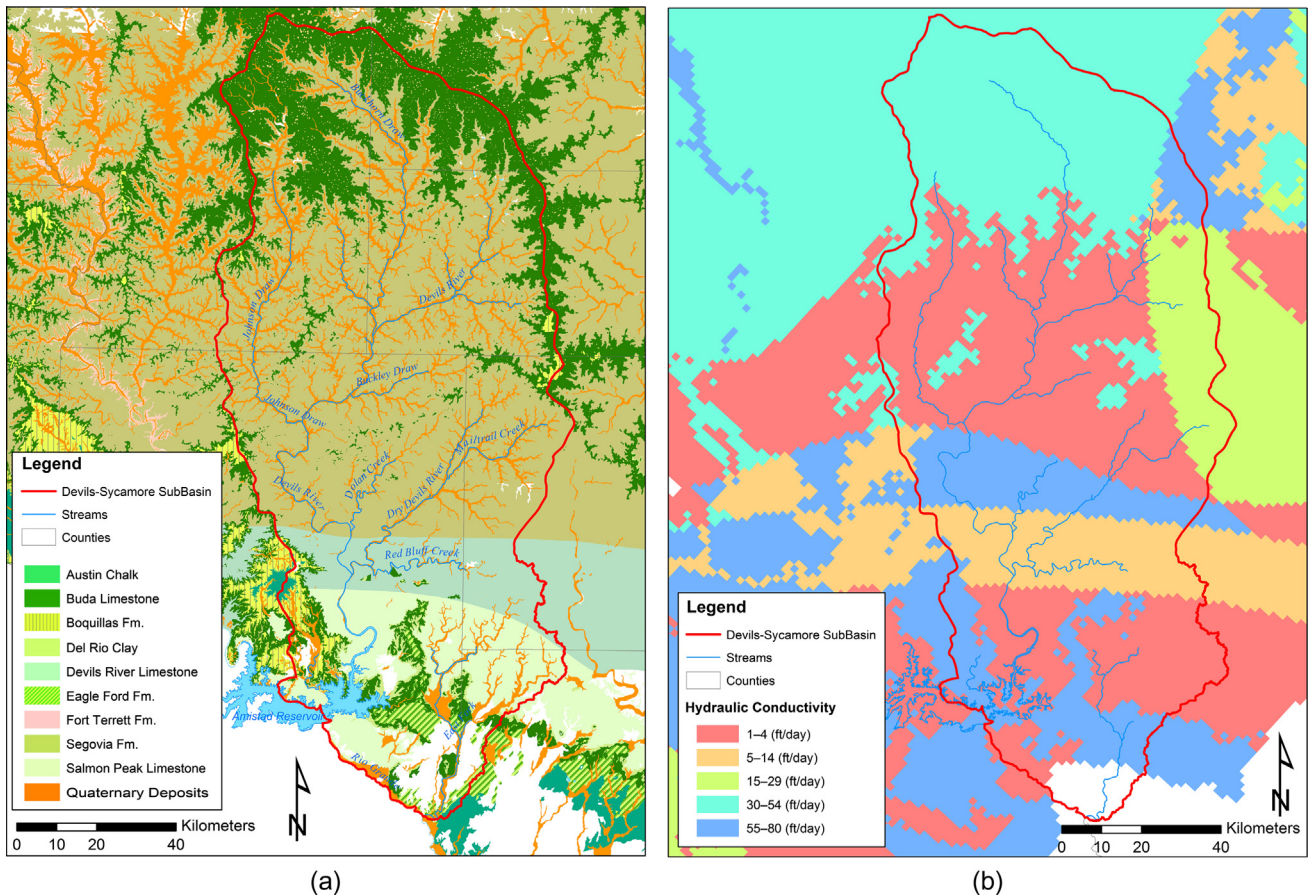 Bluehorn Draw
Johnson Draw
Devils River
Buckley Draw
Johnson Draw
Mailtrail Creek
Dolan Creek
Devils River
Dry Devils River
Red Bluff Creek
Amistad Reservoir
Legend
Devils-Sycamore SubBasin
Streams
Counties
Austin Chalk
Buda Limestone
Boquillas Fm.
Del Rio Clay
Devils River Limestone
Eagle Ford Fm.
Fort Terrett Fm.
Segovia Fm.
Salmon Peak Limestone
Quaternary Deposits
Kilometers
0 10 20 40
N
(a)
Legend
Devils-Sycamore SubBasin
Streams
Counties
Hydraulic Conductivity
1–4 (ft/day)
5–14 (ft/day)
15–29 (ft/day)
30–54 (ft/day)
55–80 (ft/day)
Kilometers
0 10 20 40
N
(b)